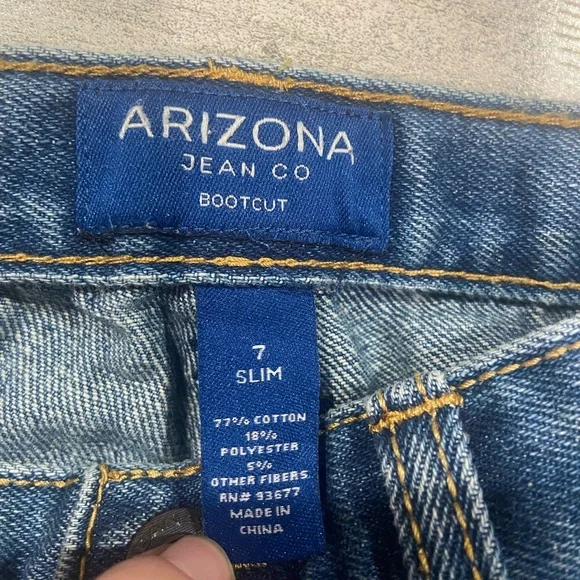 ARIZONA
JEAN CO
BOOTCUT
7
SLIM
77% COTTON
18%
POLYESTER
5%
OTHER FIBERS
RN# 93677
MADE IN
CHINA